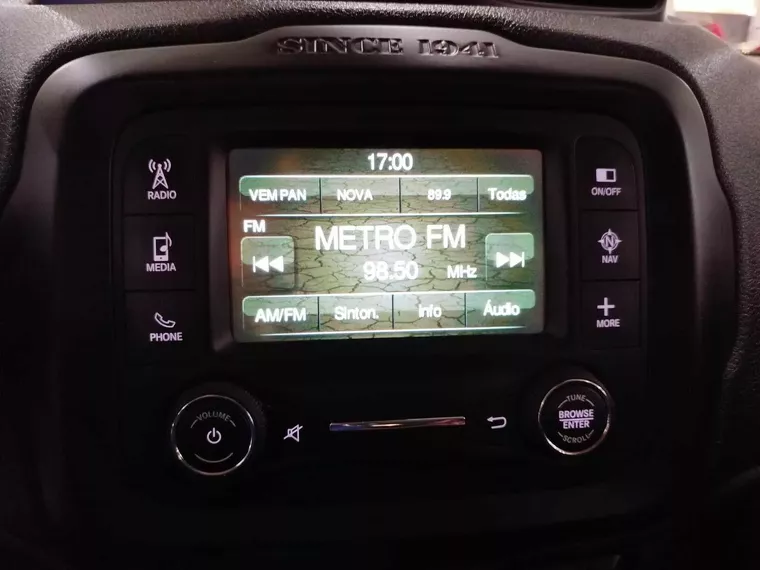 SINCE 1941
17:00
RADIO
VEM PAN NOVA 89.9 Todas
ON/OFF
FM
METRO FM
98.50 MHz
MEDIA
N
NAV
AM/FM Sinton. Info Áudio
PHONE
MORE
VOLUME
TUNE
BROWSE
ENTER
SCROLL